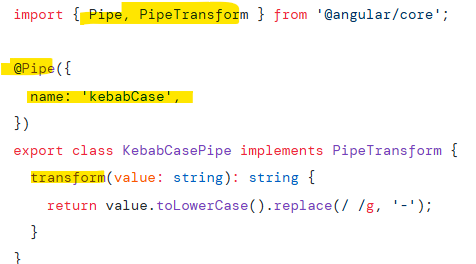 import { Pipe, PipeTransform } from '@angular/core';
@Pipe({
name: 'kebabCase',
})
export class KebabCasePipe implements PipeTransform {
transform(value: string): string {
return value.toLowerCase().replace(/ /g, '-');
}
}